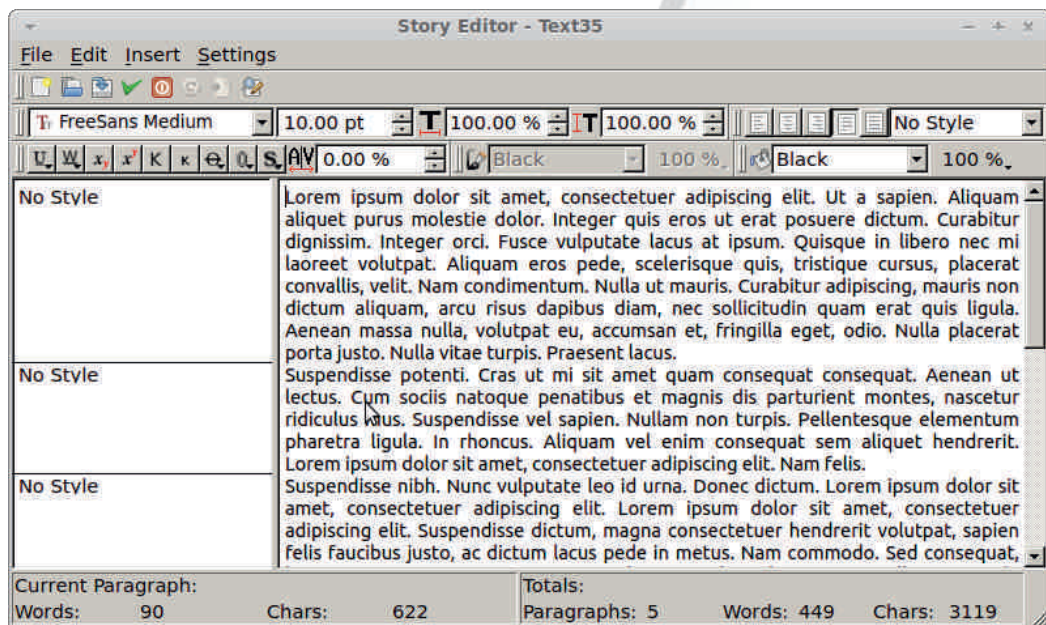 Story Editor - Text35
File Edit Insert Settings
FreeSans Medium 10.00 pt 100.00 % 100.00 % No Style
0.00 % Black 100 % Black 100 %
No Style
Lorem ipsum dolor sit amet, consectetuer adipiscing elit. Ut a sapien. Aliquam
aliquet purus molestie dolor. Integer quis eros ut erat posuere dictum. Curabitur
dignissim. Integer orci. Fusce vulputate lacus at ipsum. Quisque in libero nec mi
laoreet volutpat. Aliquam eros pede, scelerisque quis, tristique cursus, placerat
convallis, velit. Nam condimentum. Nulla ut mauris. Curabitur adipiscing, mauris non
dictum aliquam, arcu risus dapibus diam, nec sollicitudin quam erat quis ligula.
Aenean massa nulla, volutpat eu, accumsan et, fringilla eget, odio. Nulla placerat
porta justo. Nulla vitae turpis. Praesent lacus.
No Style
Suspendisse potenti. Cras ut mi sit amet quam consequat consequat. Aenean ut
lectus. Cum sociis natoque penatibus et magnis dis parturient montes, nascetur
ridiculus mus. Suspendisse vel sapien. Nullam non turpis. Pellentesque elementum
pharetra ligula. In rhoncus. Aliquam vel enim consequat sem aliquet hendrerit.
Lorem ipsum dolor sit amet, consectetuer adipiscing elit. Nam felis.
No Style
Suspendisse nibh. Nunc vulputate leo id urna. Donec dictum. Lorem ipsum dolor sit
amet, consectetuer adipiscing elit. Lorem ipsum dolor sit amet, consectetuer
adipiscing elit. Suspendisse dictum, magna consectetuer hendrerit volutpat, sapien
felis faucibus justo, ac dictum lacus pede in metus. Nam commodo. Sed consequat,
Current Paragraph: Totals:
Words: 90 Chars: 622 Paragraphs: 5 Words: 449 Chars: 3119